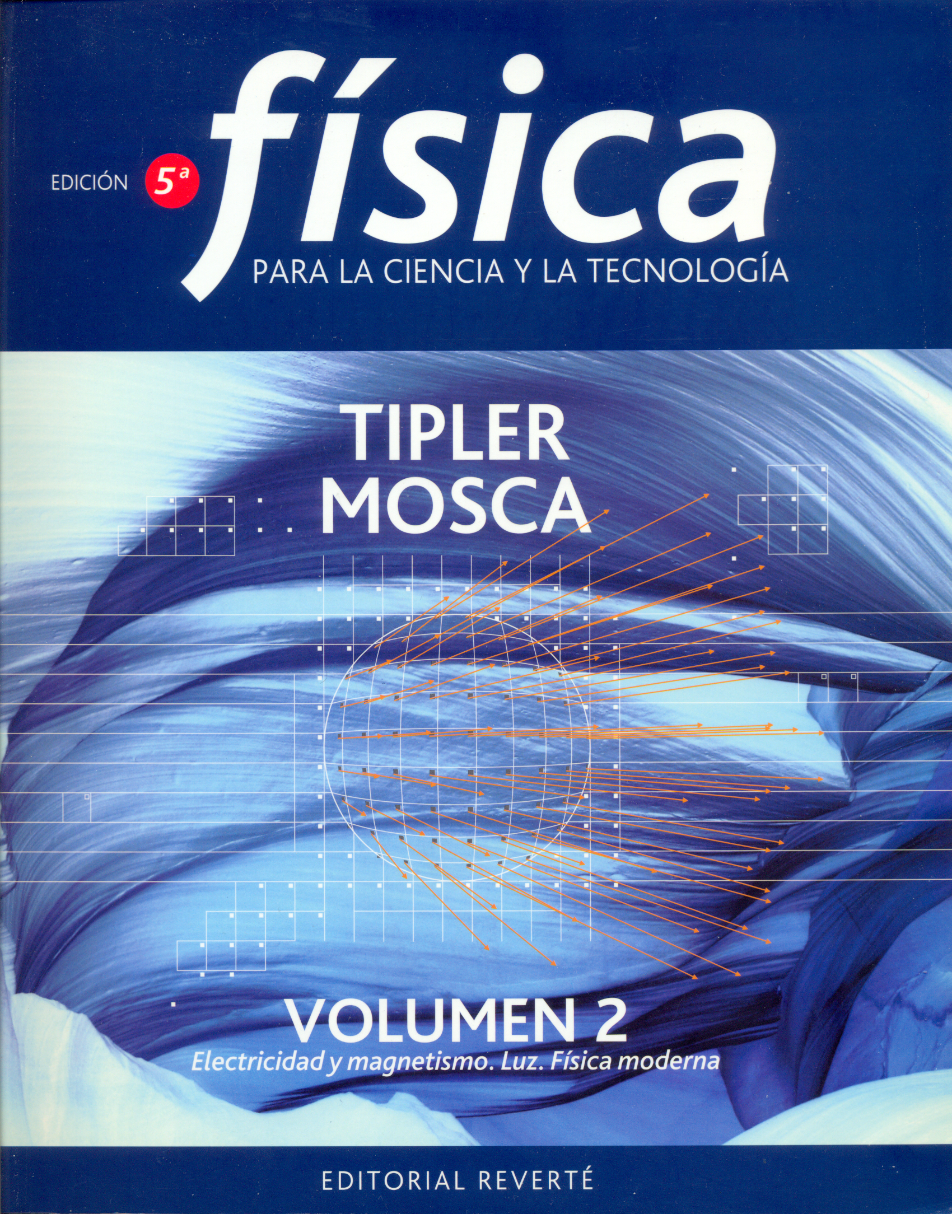 física
EDICIÓN 5ª
PARA LA CIENCIA Y LA TECNOLOGÍA
TIPLER
MOSCA
VOLUMEN 2
Electricidad y magnetismo. Luz. Física moderna
EDITORIAL REVERTÉ